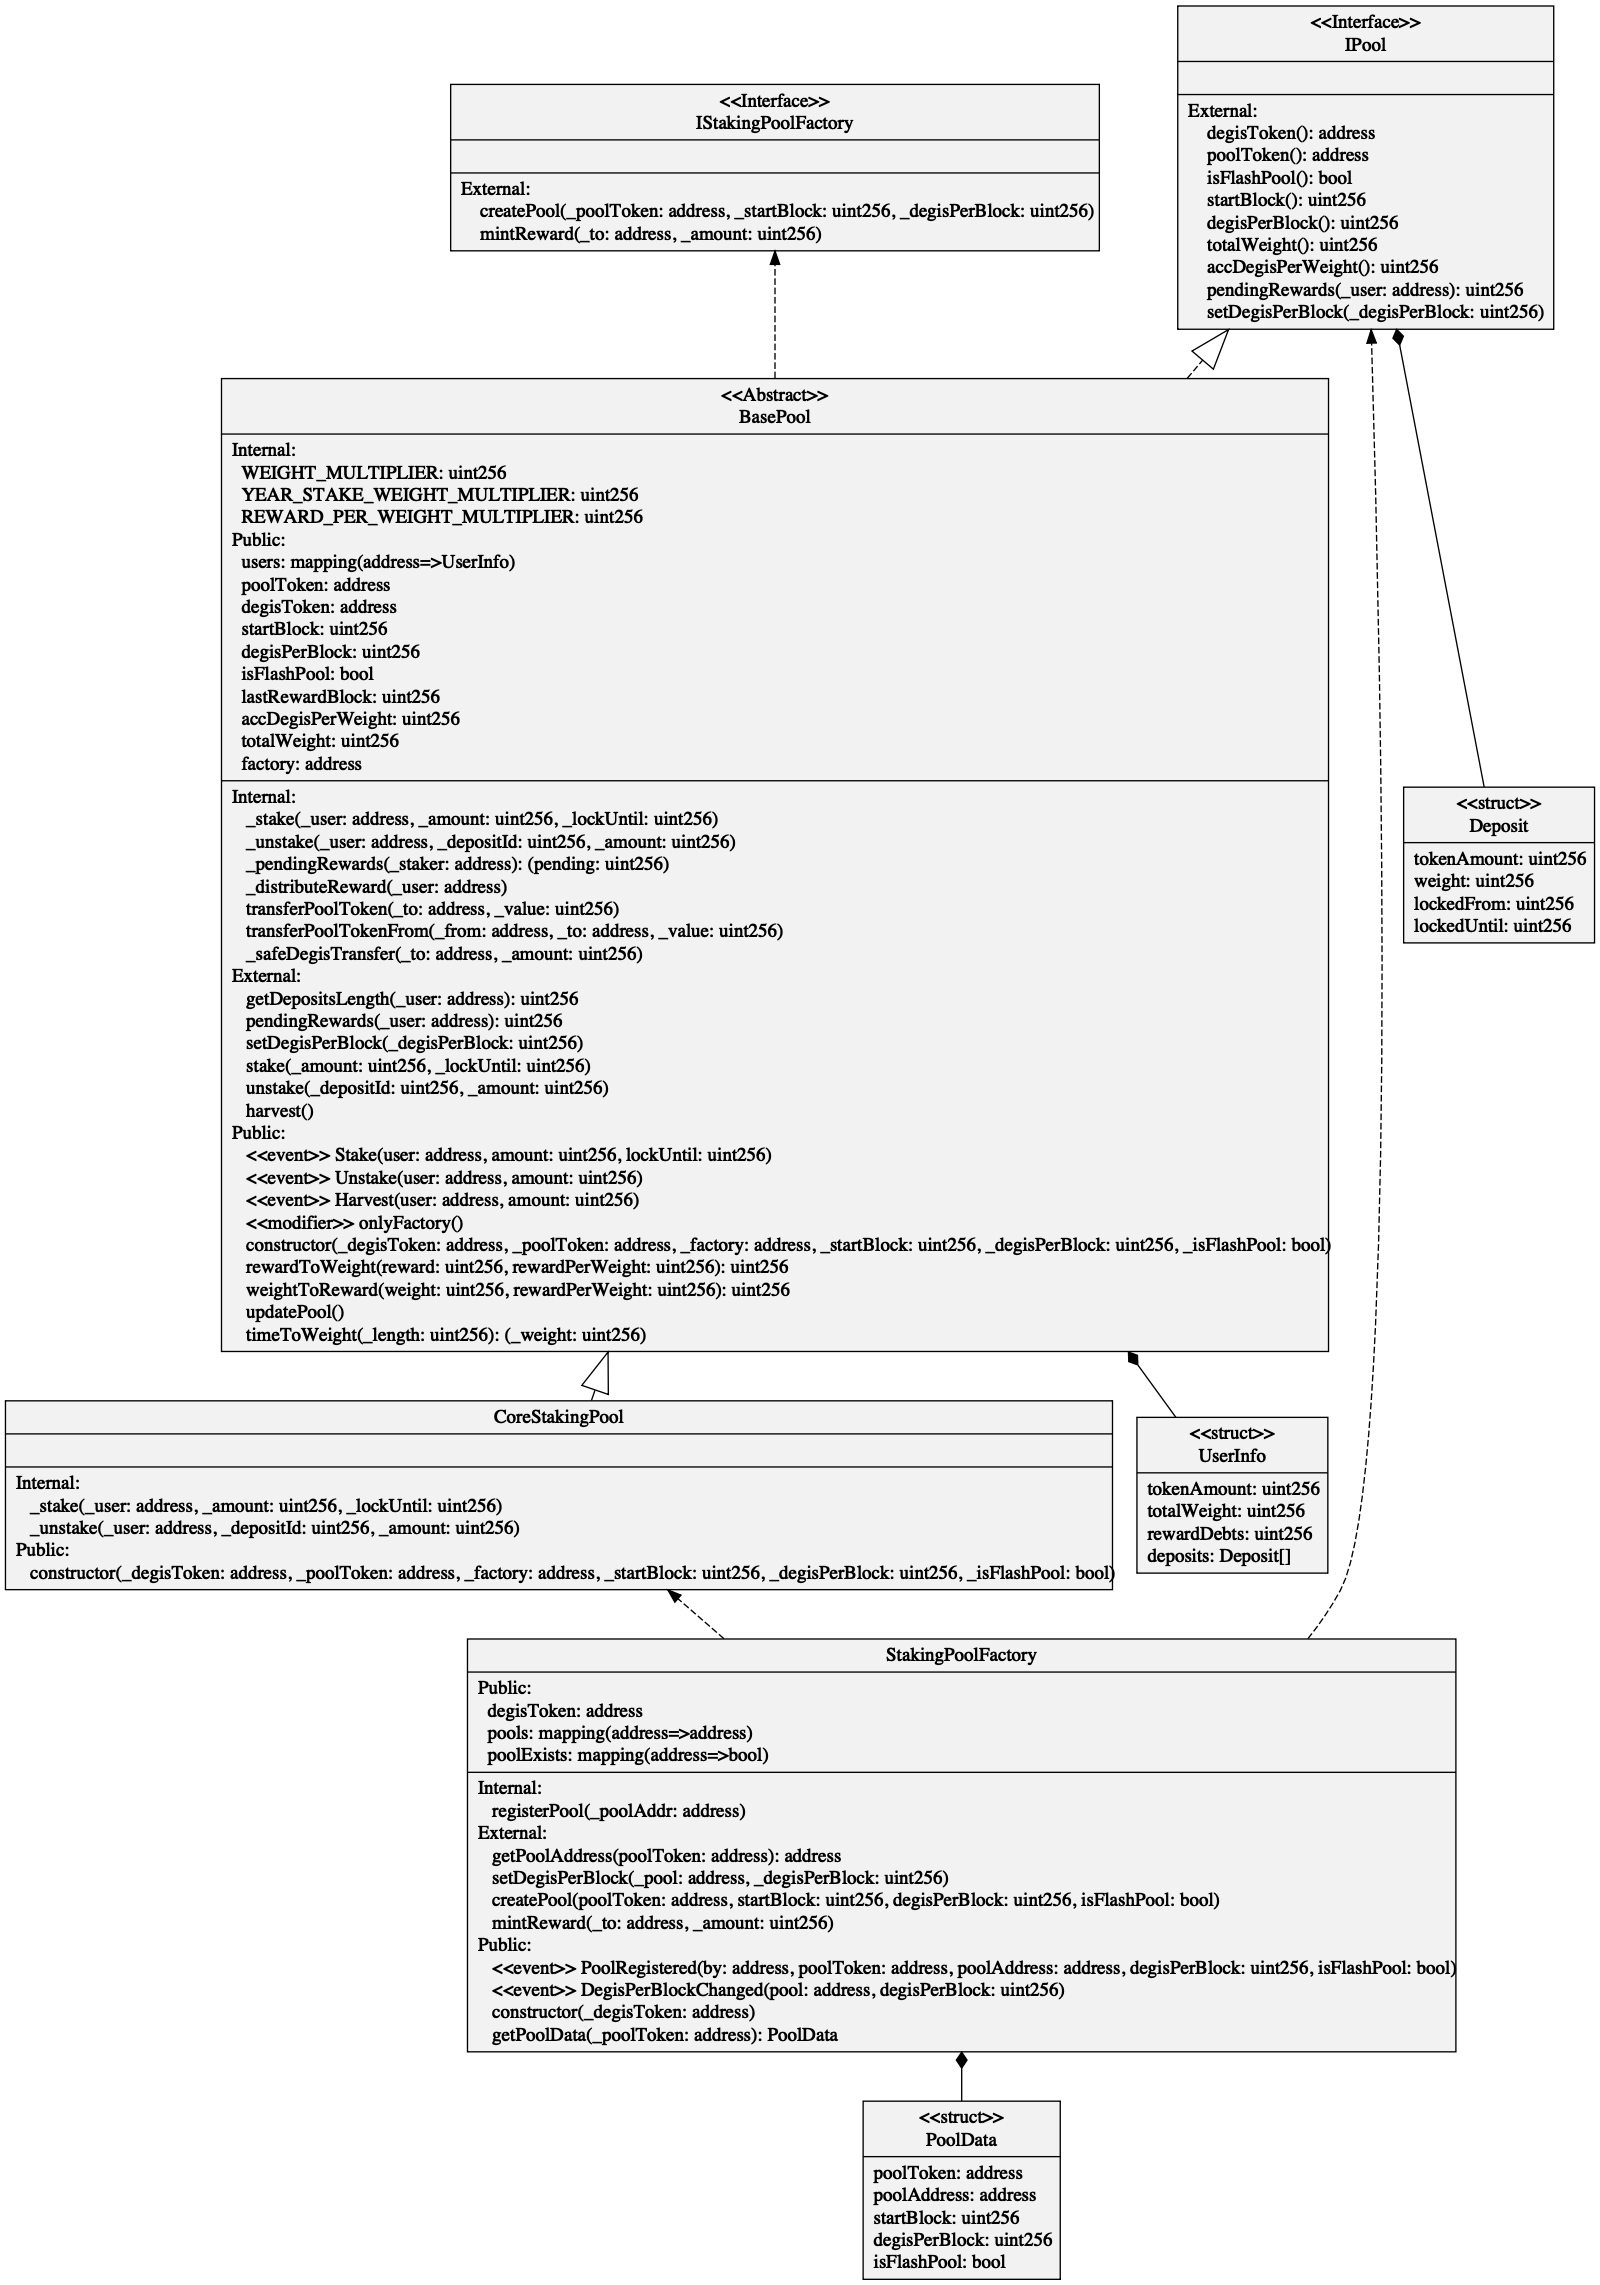 <<Interface>>
IPool
External:
degisToken(): address
poolToken(): address
isFlashPool(): bool
startBlock(): uint256
degisPerBlock(): uint256
totalWeight(): uint256
accDegisPerWeight(): uint256
pendingRewards(_user: address): uint256
setDegisPerBlock(_degisPerBlock: uint256)
<<Interface>>
IStakingPoolFactory
External:
createPool(_poolToken: address, _startBlock: uint256, _degisPerBlock: uint256)
mintReward(_to: address, _amount: uint256)
<<Abstract>>
BasePool
Internal:
WEIGHT_MULTIPLIER: uint256
YEAR_STAKE_WEIGHT_MULTIPLIER: uint256
REWARD_PER_WEIGHT_MULTIPLIER: uint256
Public:
users: mapping(address=>UserInfo)
poolToken: address
degisToken: address
startBlock: uint256
degisPerBlock: uint256
isFlashPool: bool
lastRewardBlock: uint256
accDegisPerWeight: uint256
totalWeight: uint256
factory: address
Internal:
_stake(_user: address, _amount: uint256, _lockUntil: uint256)
_unstake(_user: address, _depositId: uint256, _amount: uint256)
_pendingRewards(_staker: address): (pending: uint256)
_distributeReward(_user: address)
transferPoolToken(_to: address, _value: uint256)
transferPoolTokenFrom(_from: address, _to: address, _value: uint256)
_safeDegisTransfer(_to: address, _amount: uint256)
External:
getDepositsLength(_user: address): uint256
pendingRewards(_user: address): uint256
setDegisPerBlock(_degisPerBlock: uint256)
stake(_amount: uint256, _lockUntil: uint256)
unstake(_depositId: uint256, _amount: uint256)
harvest()
Public:
<<event>> Stake(user: address, amount: uint256, lockUntil: uint256)
<<event>> Unstake(user: address, amount: uint256)
<<event>> Harvest(user: address, amount: uint256)
<<modifier>> onlyFactory()
constructor(_degisToken: address, _poolToken: address, _factory: address, _startBlock: uint256, _degisPerBlock: uint256, _isFlashPool: bool)
rewardToWeight(reward: uint256, rewardPerWeight: uint256): uint256
weightToReward(weight: uint256, rewardPerWeight: uint256): uint256
updatePool()
timeToWeight(_length: uint256): (_weight: uint256)
<<struct>>
Deposit
tokenAmount: uint256
weight: uint256
lockedFrom: uint256
lockedUntil: uint256
CoreStakingPool
Internal:
_stake(_user: address, _amount: uint256, _lockUntil: uint256)
_unstake(_user: address, _depositId: uint256, _amount: uint256)
Public:
constructor(_degisToken: address, _poolToken: address, _factory: address, _startBlock: uint256, _degisPerBlock: uint256, _isFlashPool: bool)
<<struct>>
UserInfo
tokenAmount: uint256
totalWeight: uint256
rewardDebts: uint256
deposits: Deposit[]
StakingPoolFactory
Public:
degisToken: address
pools: mapping(address=>address)
poolExists: mapping(address=>bool)
Internal:
registerPool(_poolAddr: address)
External:
getPoolAddress(poolToken: address): address
setDegisPerBlock(_pool: address, _degisPerBlock: uint256)
createPool(poolToken: address, startBlock: uint256, degisPerBlock: uint256, isFlashPool: bool)
mintReward(_to: address, _amount: uint256)
Public:
<<event>> PoolRegistered(by: address, poolToken: address, poolAddress: address, degisPerBlock: uint256, isFlashPool: bool)
<<event>> DegisPerBlockChanged(pool: address, degisPerBlock: uint256)
constructor(_degisToken: address)
getPoolData(_poolToken: address): PoolData
<<struct>>
PoolData
poolToken: address
poolAddress: address
startBlock: uint256
degisPerBlock: uint256
isFlashPool: bool